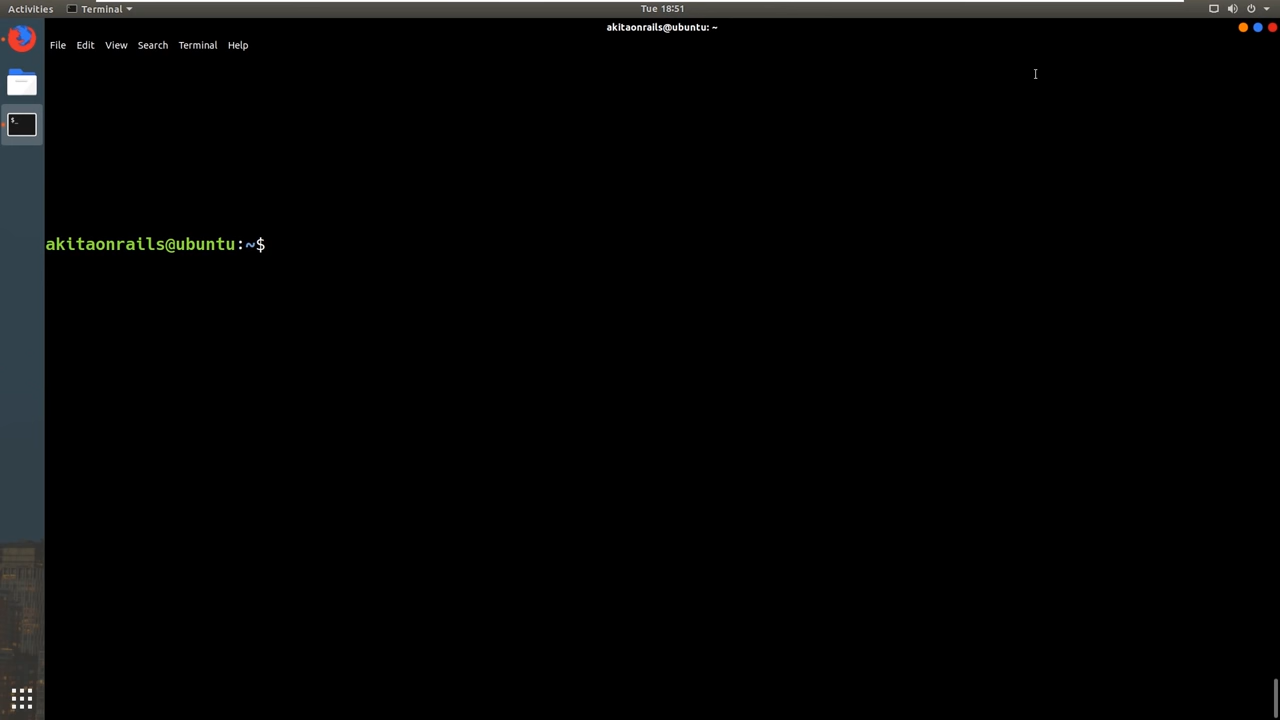 Activities Terminal Tue 18:51
akitaonrails@ubuntu: ~
File Edit View Search Terminal Help
$_
akitaonrails@ubuntu:~$